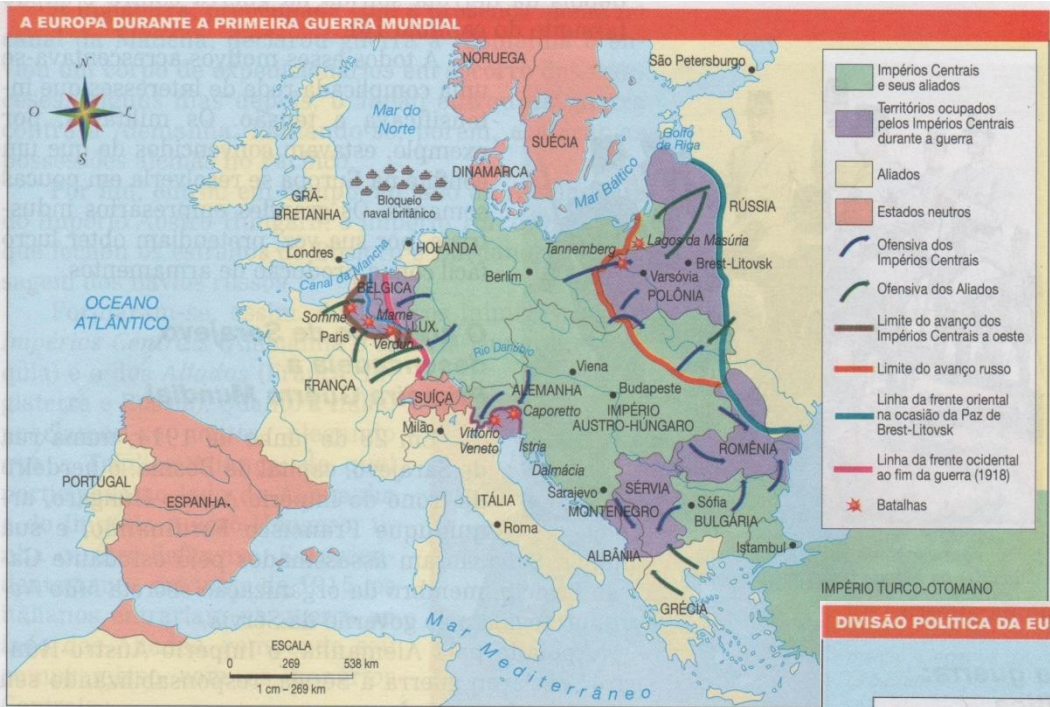 A EUROPA DURANTE A PRIMEIRA GUERRA MUNDIAL
N
O
L
S
NORUEGA
São Petersburgo
Mar do
Norte
SUÉCIA
Golfo
de Riga
DINAMARCA
Mar Báltico
Bloqueio
naval britânico
GRÃ-
BRETANHA
RÚSSIA
Londres
HOLANDA
Canal da Mancha
Tannemberg
Lagos da Masúria
Berlim
Brest-Litovsk
Varsóvia
POLÔNIA
BÉLGICA
OCEANO
ATLÂNTICO
Somme
Marne
LUX.
Paris
Verdun
Rio Danúbio
Viena
FRANÇA
ALEMANHA
Budapeste
SUÍÇA
Caporetto
IMPÉRIO
AUSTRO-HÚNGARO
Milão
4
Vittorio
Veneto
Ístria
ROMÊNIA
Dalmácia
PORTUGAL
ESPANHA
ITÁLIA
Sarajevo
SÉRVIA
MONTENEGRO
Sófia
BULGÁRIA
Roma
Istambul
ALBÂNIA
GRÉCIA
IMPÉRIO TURCO-OTOMANO
Mar Mediterrâneo
ESCALA
0 269 538 km
1 cm – 269 km
Impérios Centrais
e seus aliados
Territórios ocupados
pelos Impérios Centrais
durante a guerra
Aliados
Estados neutros
Ofensiva dos
Impérios Centrais
Ofensiva dos Aliados
Limite do avanço dos
Impérios Centrais a oeste
Limite do avanço russo
Linha da frente oriental
na ocasião da Paz de
Brest-Litovsk
Linha da frente ocidental
ao fim da guerra (1918)
Batalhas
DIVISÃO POLÍTICA DA EU